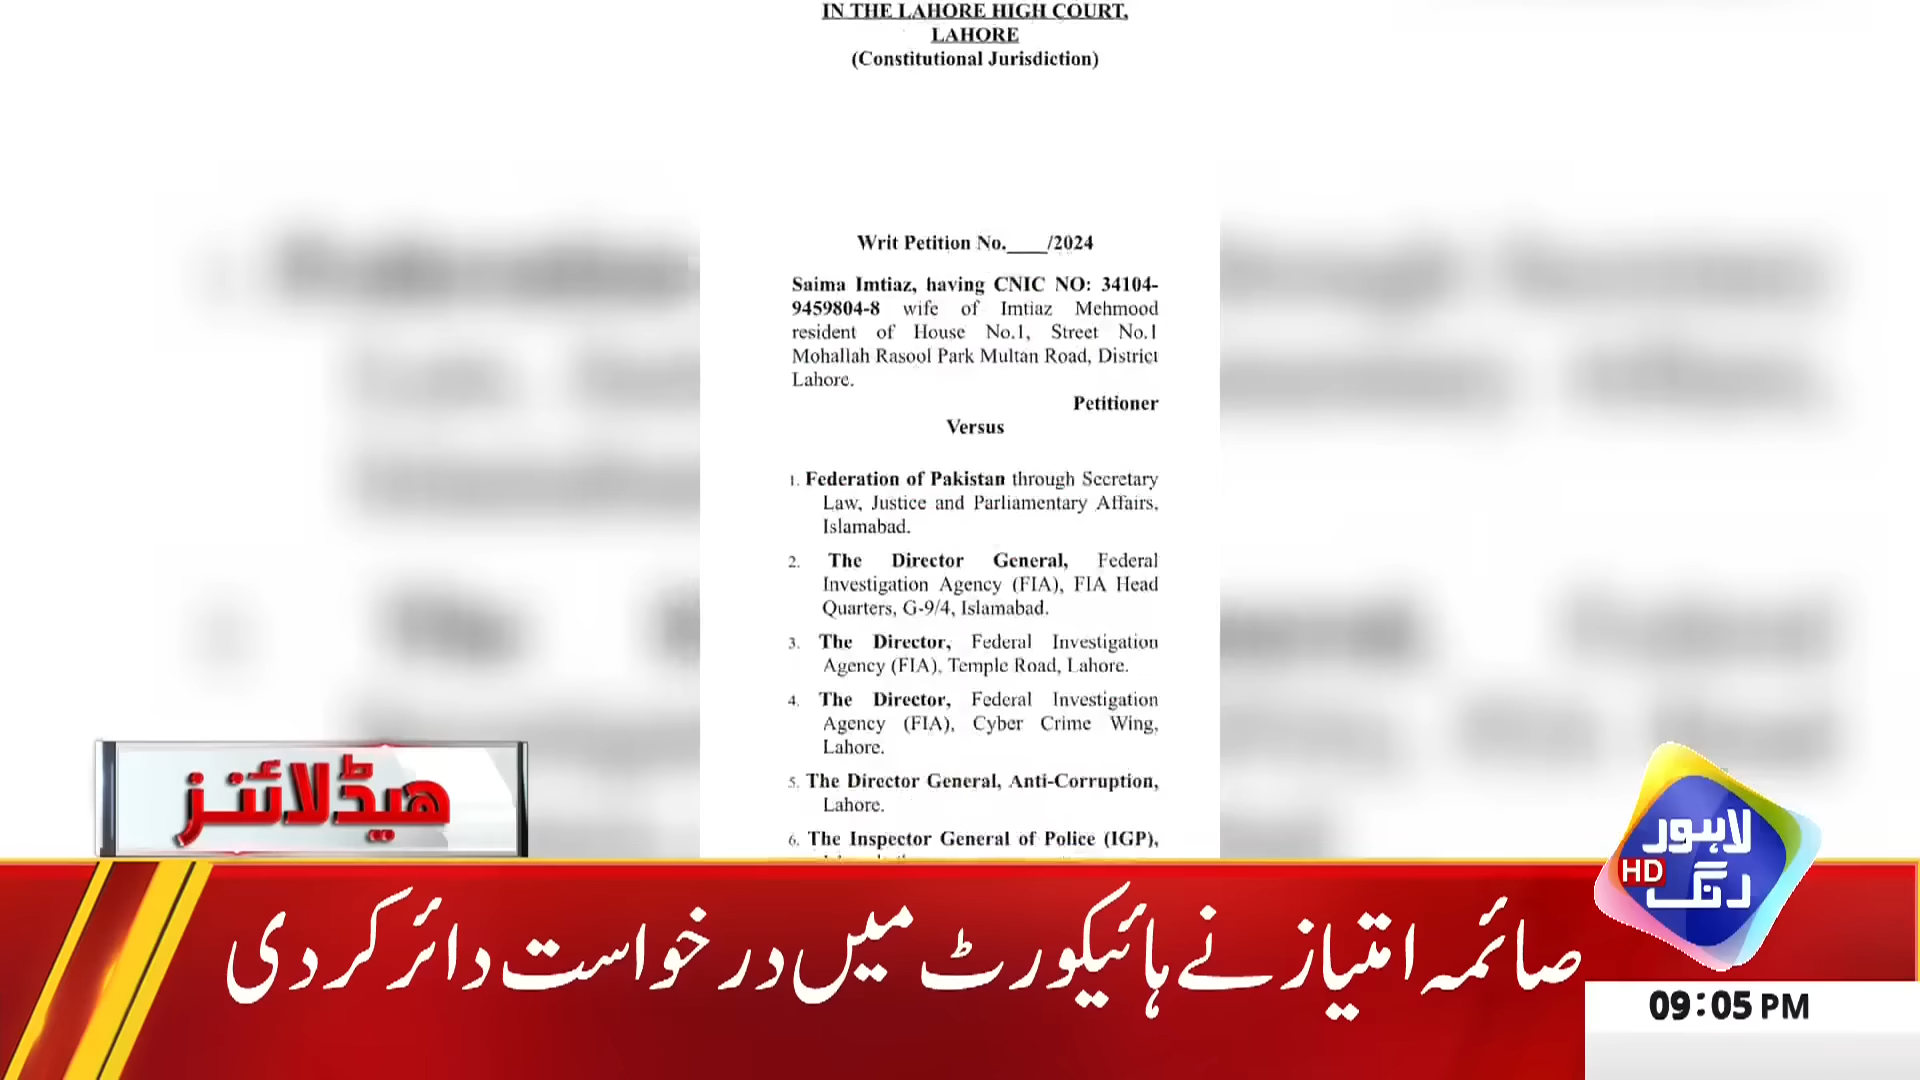 IN THE LAHORE HIGH COURT,
LAHORE
(Constitutional Jurisdiction)
Writ Petition No.____/2024
Saima Imtiaz, having CNIC NO: 34104-
9459804-8 wife of Imtiaz Mehmood
resident of House No.1, Street No.1
Mohallah Rasool Park Multan Road, District
Lahore.
Petitioner
Versus
1. Federation of Pakistan through Secretary
Law, Justice and Parliamentary Affairs,
Islamabad.
2. The Director General, Federal
Investigation Agency (FIA), FIA Head
Quarters, G-9/4, Islamabad.
3. The Director, Federal Investigation
Agency (FIA), Temple Road, Lahore.
4. The Director, Federal Investigation
Agency (FIA), Cyber Crime Wing,
Lahore.
5. The Director General, Anti-Corruption,
Lahore.
6. The Inspector General of Police (IGP),
ہیڈلائنز
لاہور
HD رنگ
صائمہ امتیاز نے ہائیکورٹ میں درخواست دائر کر دی
09:05 PM